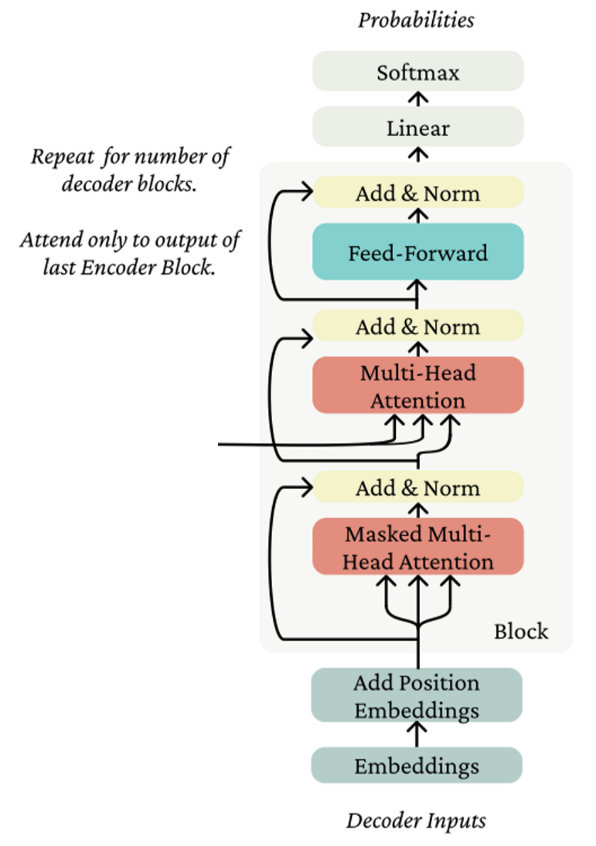 Probabilities
Softmax
Linear
Repeat for number of
decoder blocks.
Attend only to output of
last Encoder Block.
Add & Norm
Feed-Forward
Add & Norm
Multi-Head
Attention
Add & Norm
Masked Multi-
Head Attention
Block
Add Position
Embeddings
Embeddings
Decoder Inputs